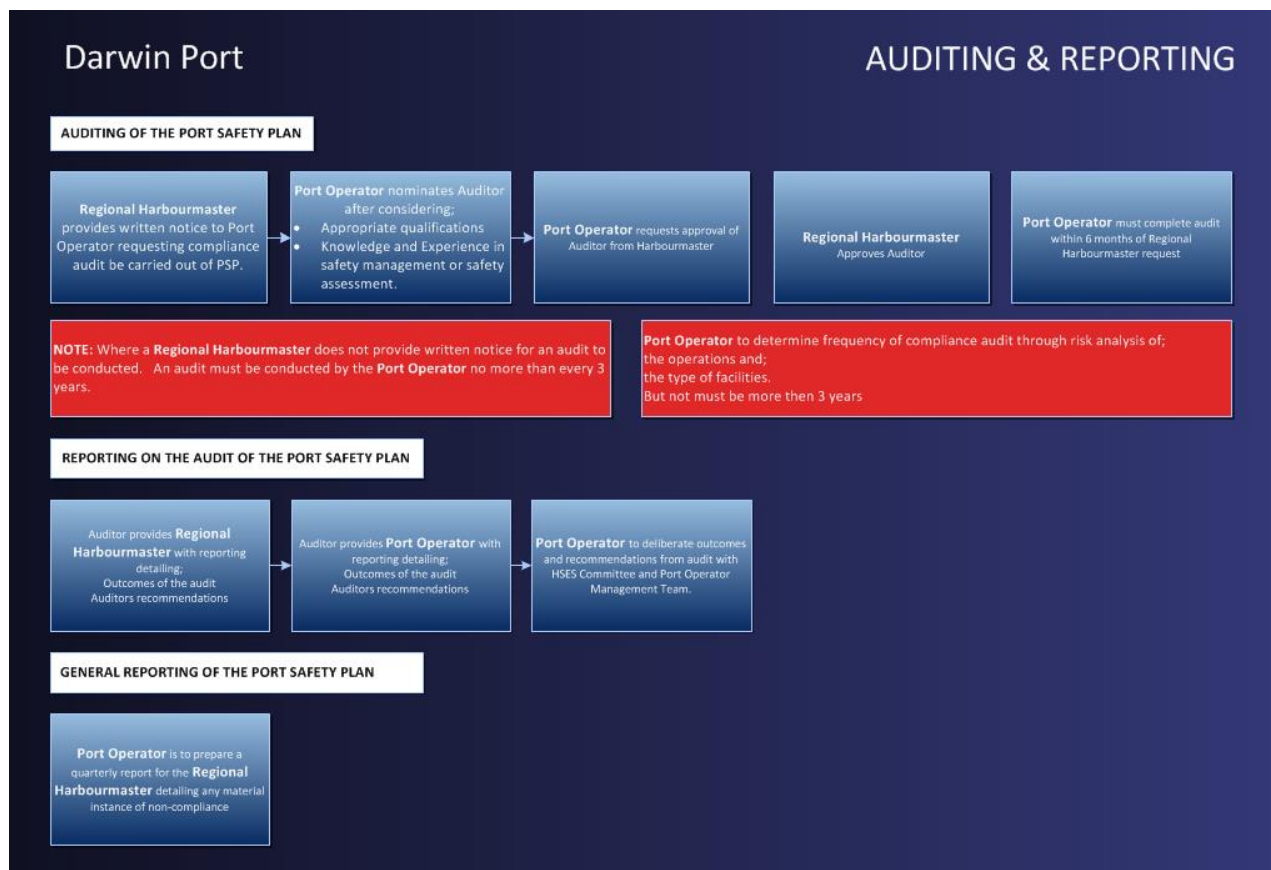 Darwin Port
AUDITING & REPORTING
AUDITING OF THE PORT SAFETY PLAN
Regional Harbourmaster
provides written notice to Port
Operator requesting compliance
audit be carried out of PSP.
Port Operator nominates Auditor
after considering;
• Appropriate qualifications
• Knowledge and Experience in
safety management or safety
assessment.
Port Operator requests approval of
Auditor from Harbourmaster
Regional Harbourmaster
Approves Auditor
Port Operator must complete audit
within 6 months of Regional
Harbourmaster request
NOTE: Where a Regional Harbourmaster does not provide written notice for an audit to
be conducted. An audit must be conducted by the Port Operator no more than every 3
years.
Port Operator to determine frequency of compliance audit through risk analysis of;
the operations and;
the type of facilities.
But not must be more then 3 years
REPORTING ON THE AUDIT OF THE PORT SAFETY PLAN
Auditor provides Regional
Harbourmaster with reporting
detailing;
Outcomes of the audit
Auditors recommendations
Auditor provides Port Operator with
reporting detailing;
Outcomes of the audit
Auditors recommendations
Port Operator to deliberate outcomes
and recommendations from audit with
HSES Committee and Port Operator
Management Team.
GENERAL REPORTING OF THE PORT SAFETY PLAN
Port Operator is to prepare a
quarterly report for the Regional
Harbourmaster detailing any material
instance of non-compliance